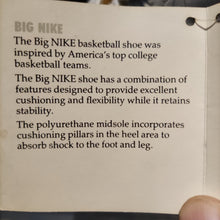 BIG NIKE
The Big NIKE basketball shoe was
inspired by America's top college
basketball teams.
The Big NIKE shoe has a combination of
features designed to provide excellent
cushioning and flexibility while it retains
stability.
The polyurethane midsole incorporates
cushioning pillars in the heel area to
absorb shock to the foot and leg.